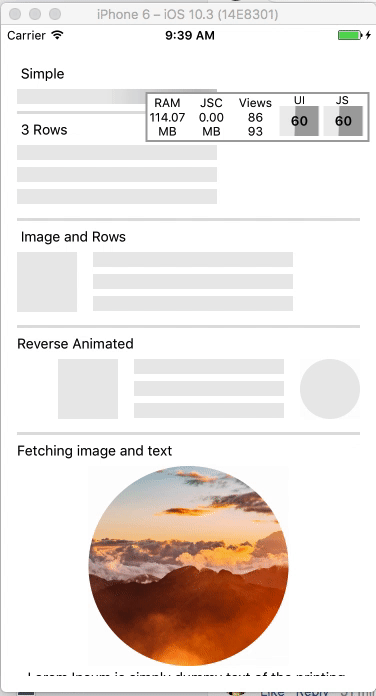 iPhone 6 – iOS 10.3 (14E8301)
Carrier 9:39 AM
Simple
RAM JSC Views UI JS
114.07 0.00 86 60 60
MB MB 93
3 Rows
Image and Rows
Reverse Animated
Fetching image and text
Lorem Ipsum is simply dummy text of the printing
Like Reply